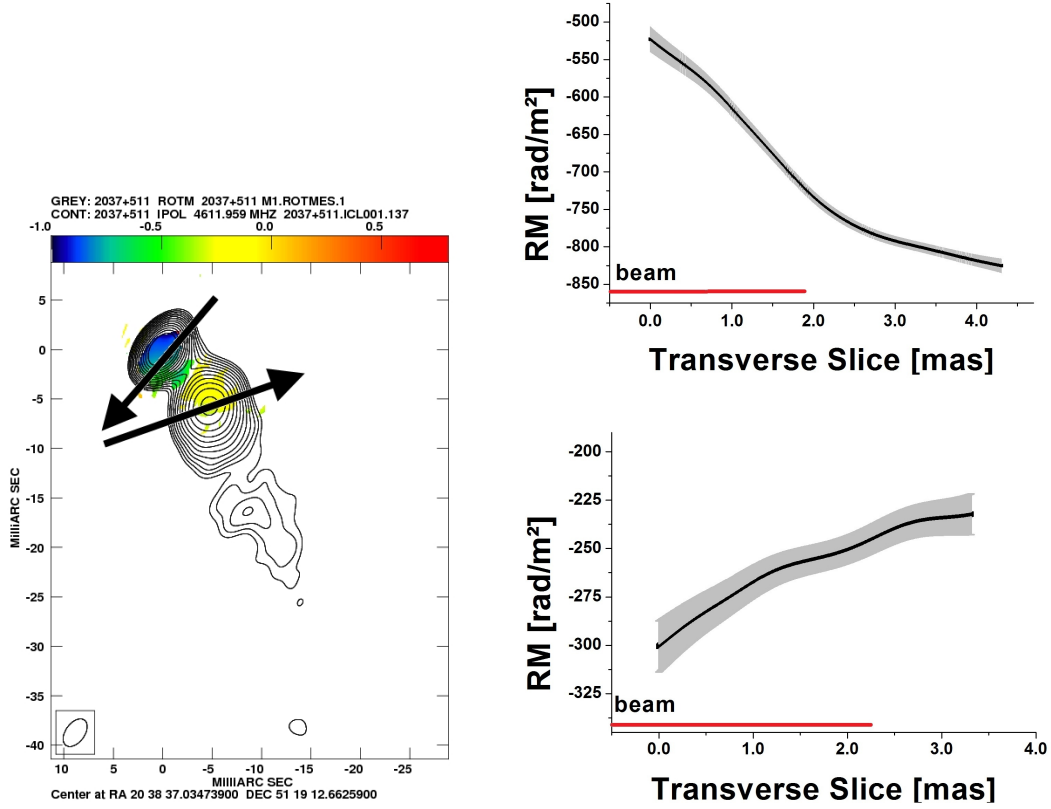 GREY: 2037+511 ROTM 2037+511 M1.ROTMES.1
CONT: 2037+511 IPOL 4611.959 MHZ 2037+511.ICL001.137
-1.0 -0.5 0.0 0.5
MilliARC SEC
5
0
-5
-10
-15
-20
-25
-30
-35
-40
10 5 0 -5 -10 -15 -20 -25
MilliARC SEC
Center at RA 20 38 37.03473900 DEC 51 19 12.6625900
RM [rad/m²]
-500
-550
-600
-650
-700
-750
-800
-850
beam
0.0 1.0 2.0 3.0 4.0
Transverse Slice [mas]
RM [rad/m²]
-200
-225
-250
-275
-300
-325
beam
0.0 1.0 2.0 3.0 4.0
Transverse Slice [mas]